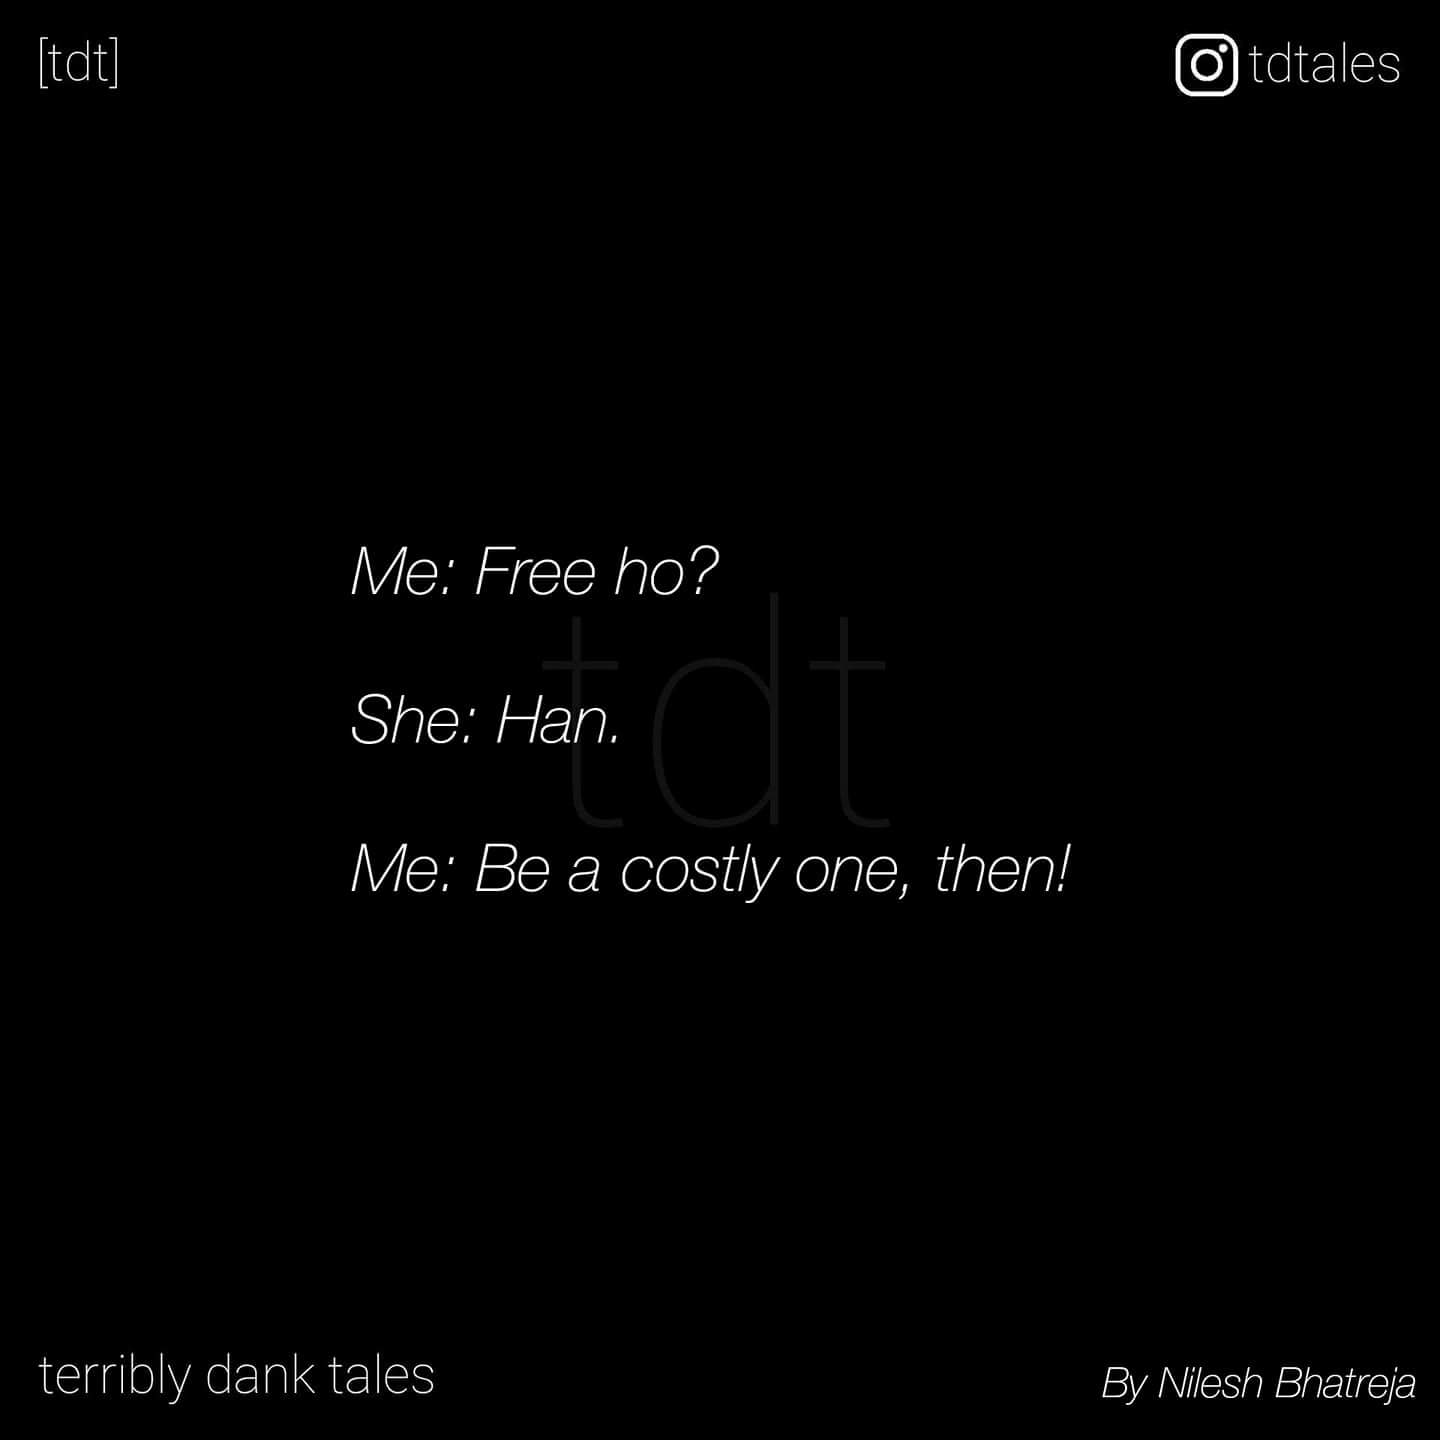 [tdt]
tdtales
Me: Free ho?
She: Han.
tdt
Me: Be a costly one, then!
terribly dank tales
By Nilesh Bhatreja